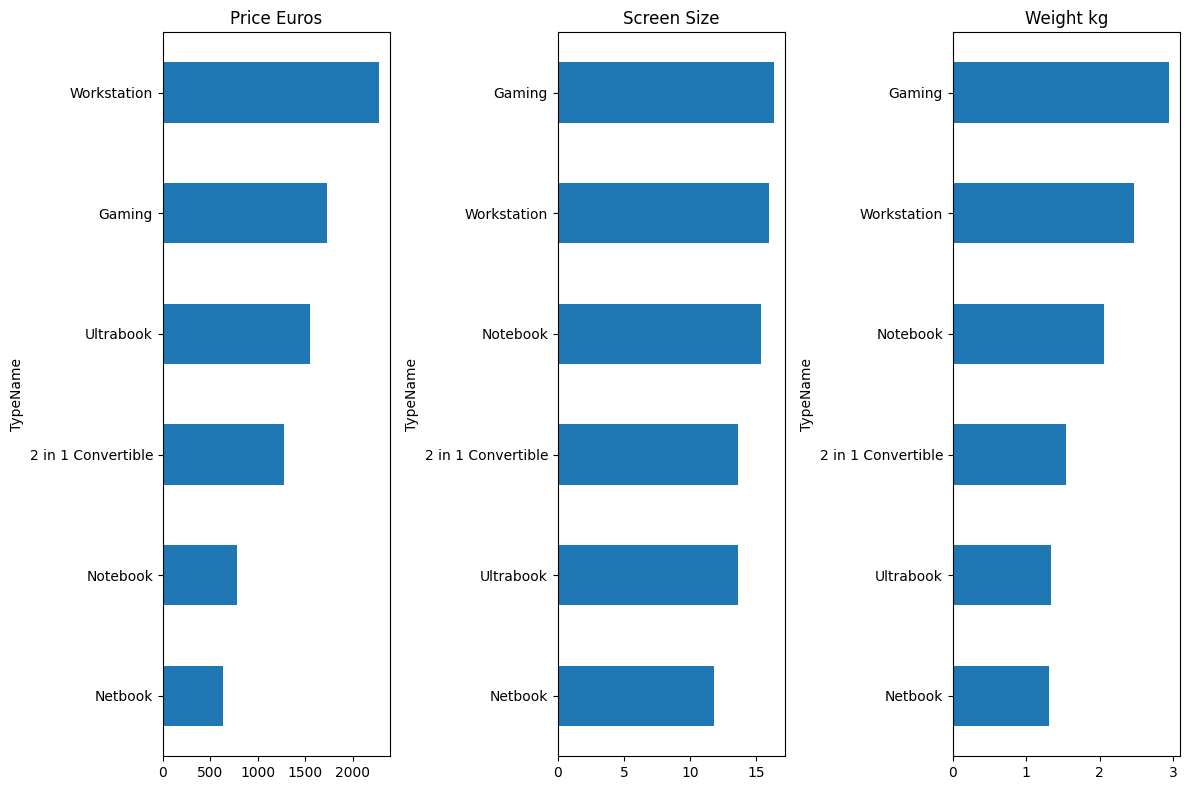 Price Euros
TypeName
Workstation
Gaming
Ultrabook
2 in 1 Convertible
Notebook
Netbook
0 500 1000 1500 2000
Screen Size
TypeName
Gaming
Workstation
Notebook
2 in 1 Convertible
Ultrabook
Netbook
0 5 10 15
Weight kg
TypeName
Gaming
Workstation
Notebook
2 in 1 Convertible
Ultrabook
Netbook
0 1 2 3